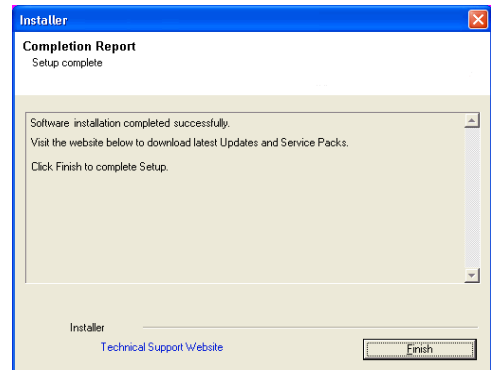 Installer
Completion Report
Setup complete
Software installation completed successfully.
Visit the website below to download latest Updates and Service Packs.
Click Finish to complete Setup.
Installer
Technical Support Website
Finish